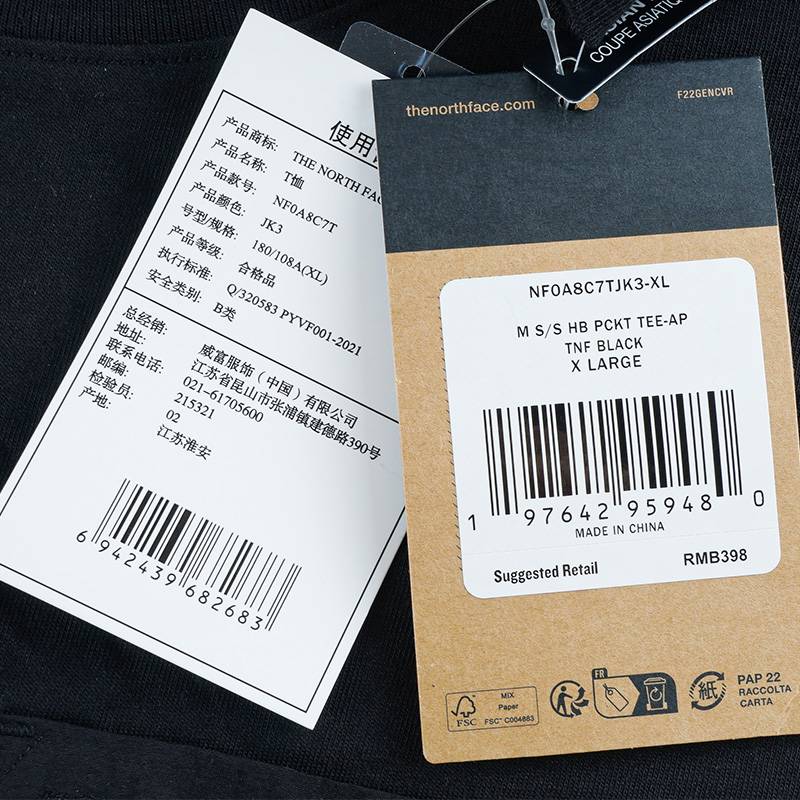 使用
产品商标: THE NORTH FAC
产品名称: T恤
产品款号: NF0A8C7T
产品颜色: JK3
号型/规格: 180/108A(XL)
产品等级: 合格品
执行标准: Q/320583 PYVF001-2021
安全类别: B类
总经销: 威富服饰（中国）有限公司
地址: 江苏省昆山市张浦镇建德路390号
联系电话: 021-61705600
邮编: 215321
检验员: 02
产地: 江苏淮安
6 942439 682683
COUPE ASIATIQ
thenorthface.com
F22GENCVR
NF0A8C7TJK3-XL
M S/S HB PCKT TEE-AP
TNF BLACK
X LARGE
1 97642 95948 0
MADE IN CHINA
Suggested Retail RMB398
FSC
MIX
Paper
FSC™ C004883
FR
紙
PAP 22
RACCOLTA
CARTA